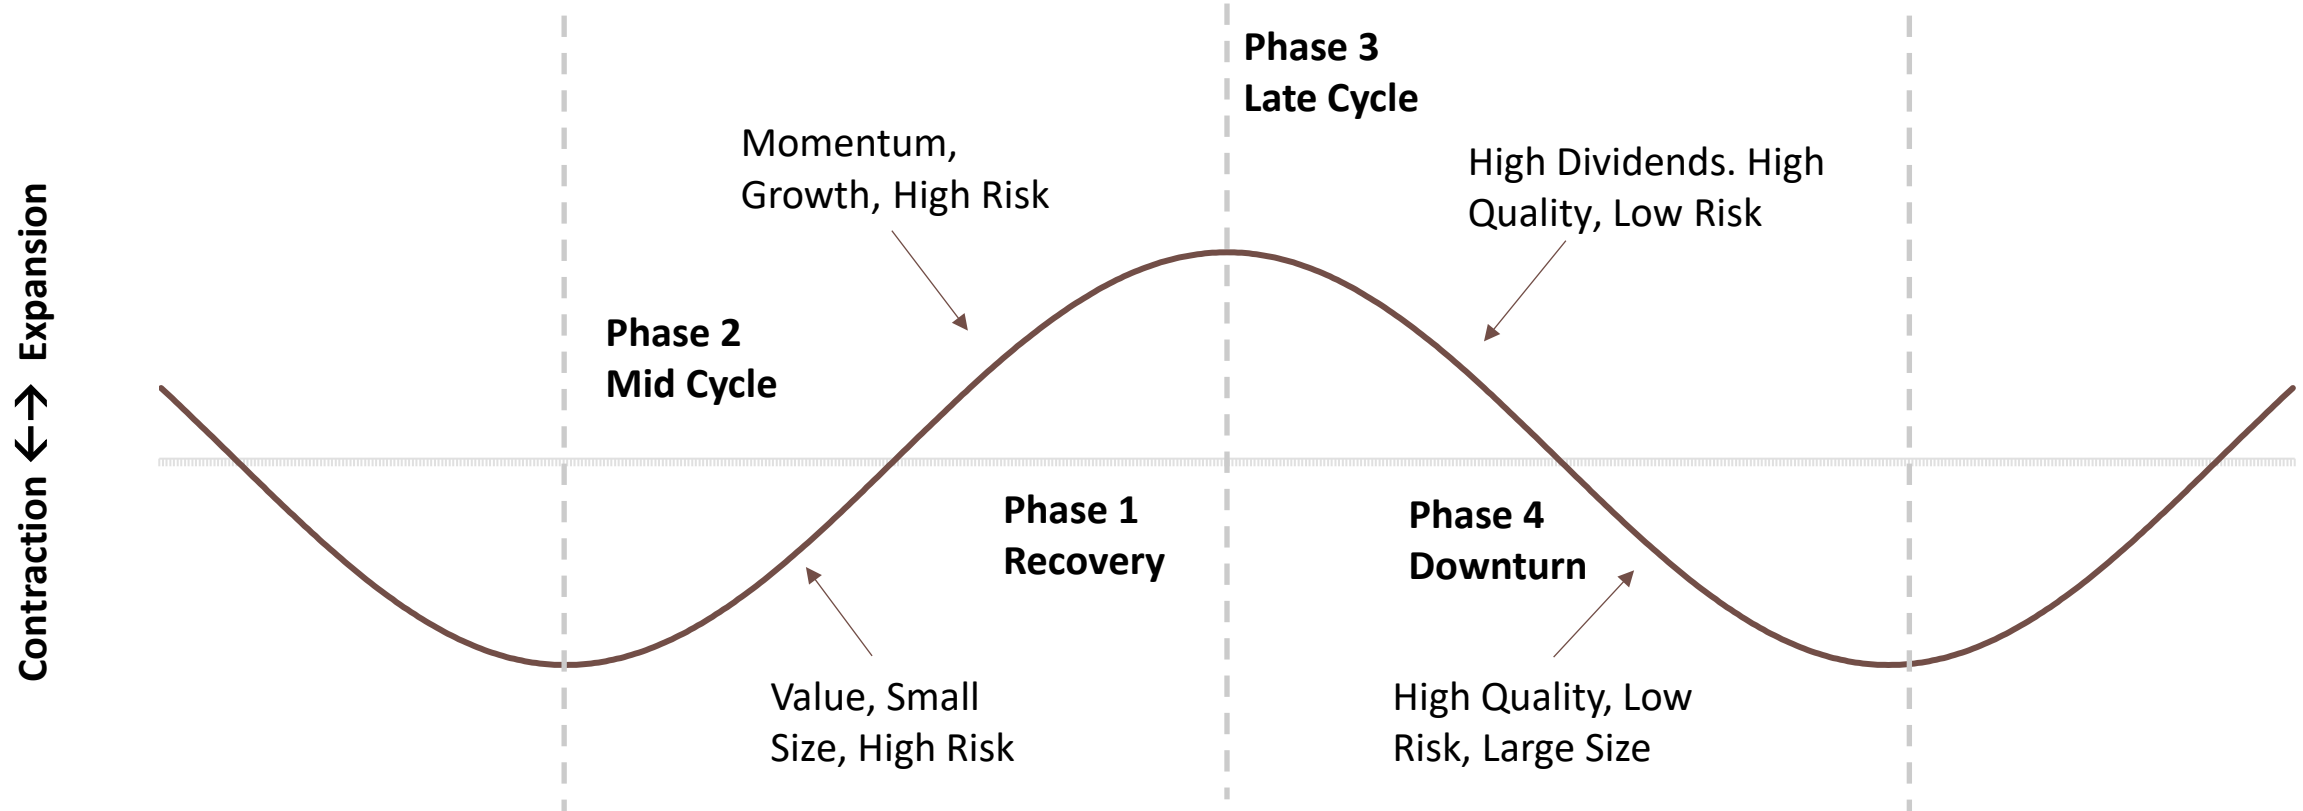 Contraction ←→ Expansion
Phase 3
Late Cycle
Momentum,
Growth, High Risk
High Dividends. High
Quality, Low Risk
Phase 2
Mid Cycle
Phase 1
Recovery
Phase 4
Downturn
Value, Small
Size, High Risk
High Quality, Low
Risk, Large Size